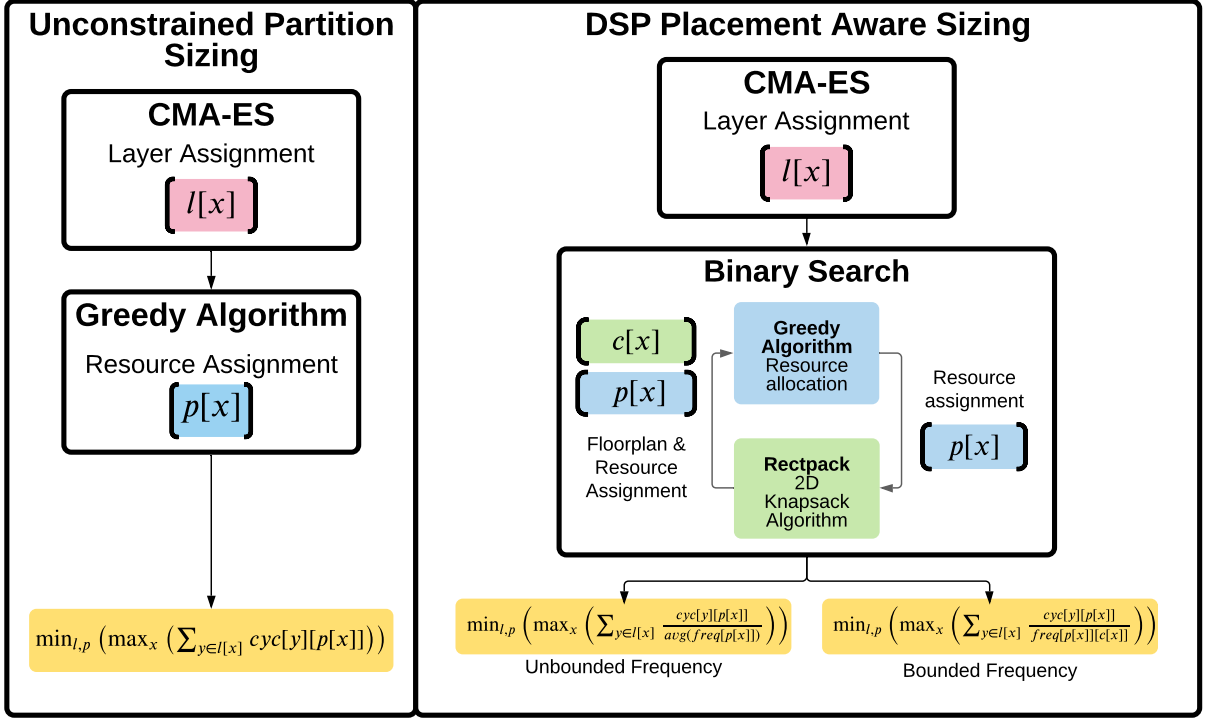 Unconstrained Partition
Sizing
CMA-ES
Layer Assignment
l[x]
Greedy Algorithm
Resource Assignment
p[x]
min_{l,p} (max_x (∑_{y∈l[x]} cyc[y][p[x]]))
DSP Placement Aware Sizing
CMA-ES
Layer Assignment
l[x]
Binary Search
c[x]
p[x]
Floorplan &
Resource
Assignment
Greedy
Algorithm
Resource
allocation
Rectpack
2D
Knapsack
Algorithm
Resource
assignment
p[x]
min_{l,p} (max_x (∑_{y∈l[x]} \frac{cyc[y][p[x]]}{avg(freq[p[x]])}))
Unbounded Frequency
min_{l,p} (max_x (∑_{y∈l[x]} \frac{cyc[y][p[x]]}{freq[p[x]][c[x]]}))
Bounded Frequency